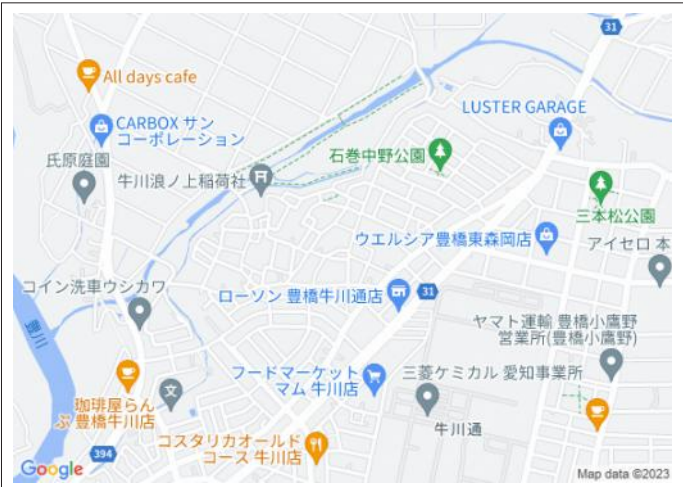 31
All days cafe
LUSTER GARAGE
CARBOX サン
コーポレーション
石巻中野公園
氏原庭園
牛川浪ノ上稲荷社
三本松公園
ウエルシア豊橋東森岡店
アイセロ 本
コイン洗車ウシカワ
ローソン 豊橋牛川通店
31
豊川
ヤマト運輸 豊橋小鷹野
営業所(豊橋小鷹野)
フードマーケット
マム 牛川店
三菱ケミカル 愛知事業所
文
珈琲屋らん
ぷ 豊橋牛川店
牛川通
コスタリカオールド
コース 牛川店
394
Google
Map data ©2023